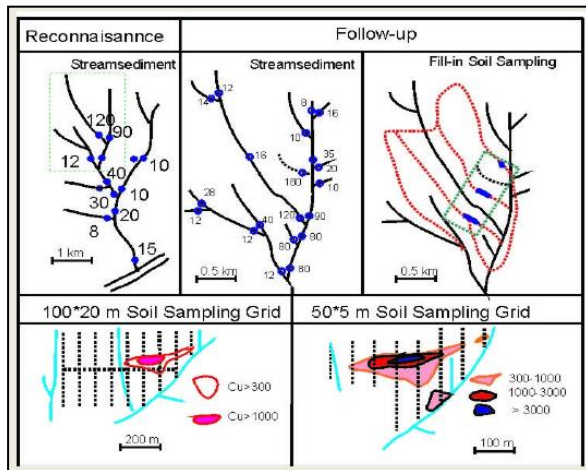 Reconnaisannce
Follow-up
Streamsediment
Streamsediment
Fill-in Soil Sampling
120
90
12
10
40
10
30
20
8
15
1 km
12
14
8
16
10
16
35
20
180
10
28
12
40
12
120
90
80
80
12
80
0.5 km
0.5 km
100*20 m Soil Sampling Grid
50*5 m Soil Sampling Grid
Cu>300
Cu>1000
200 m
300-1000
1000-3000
> 3000
100 m